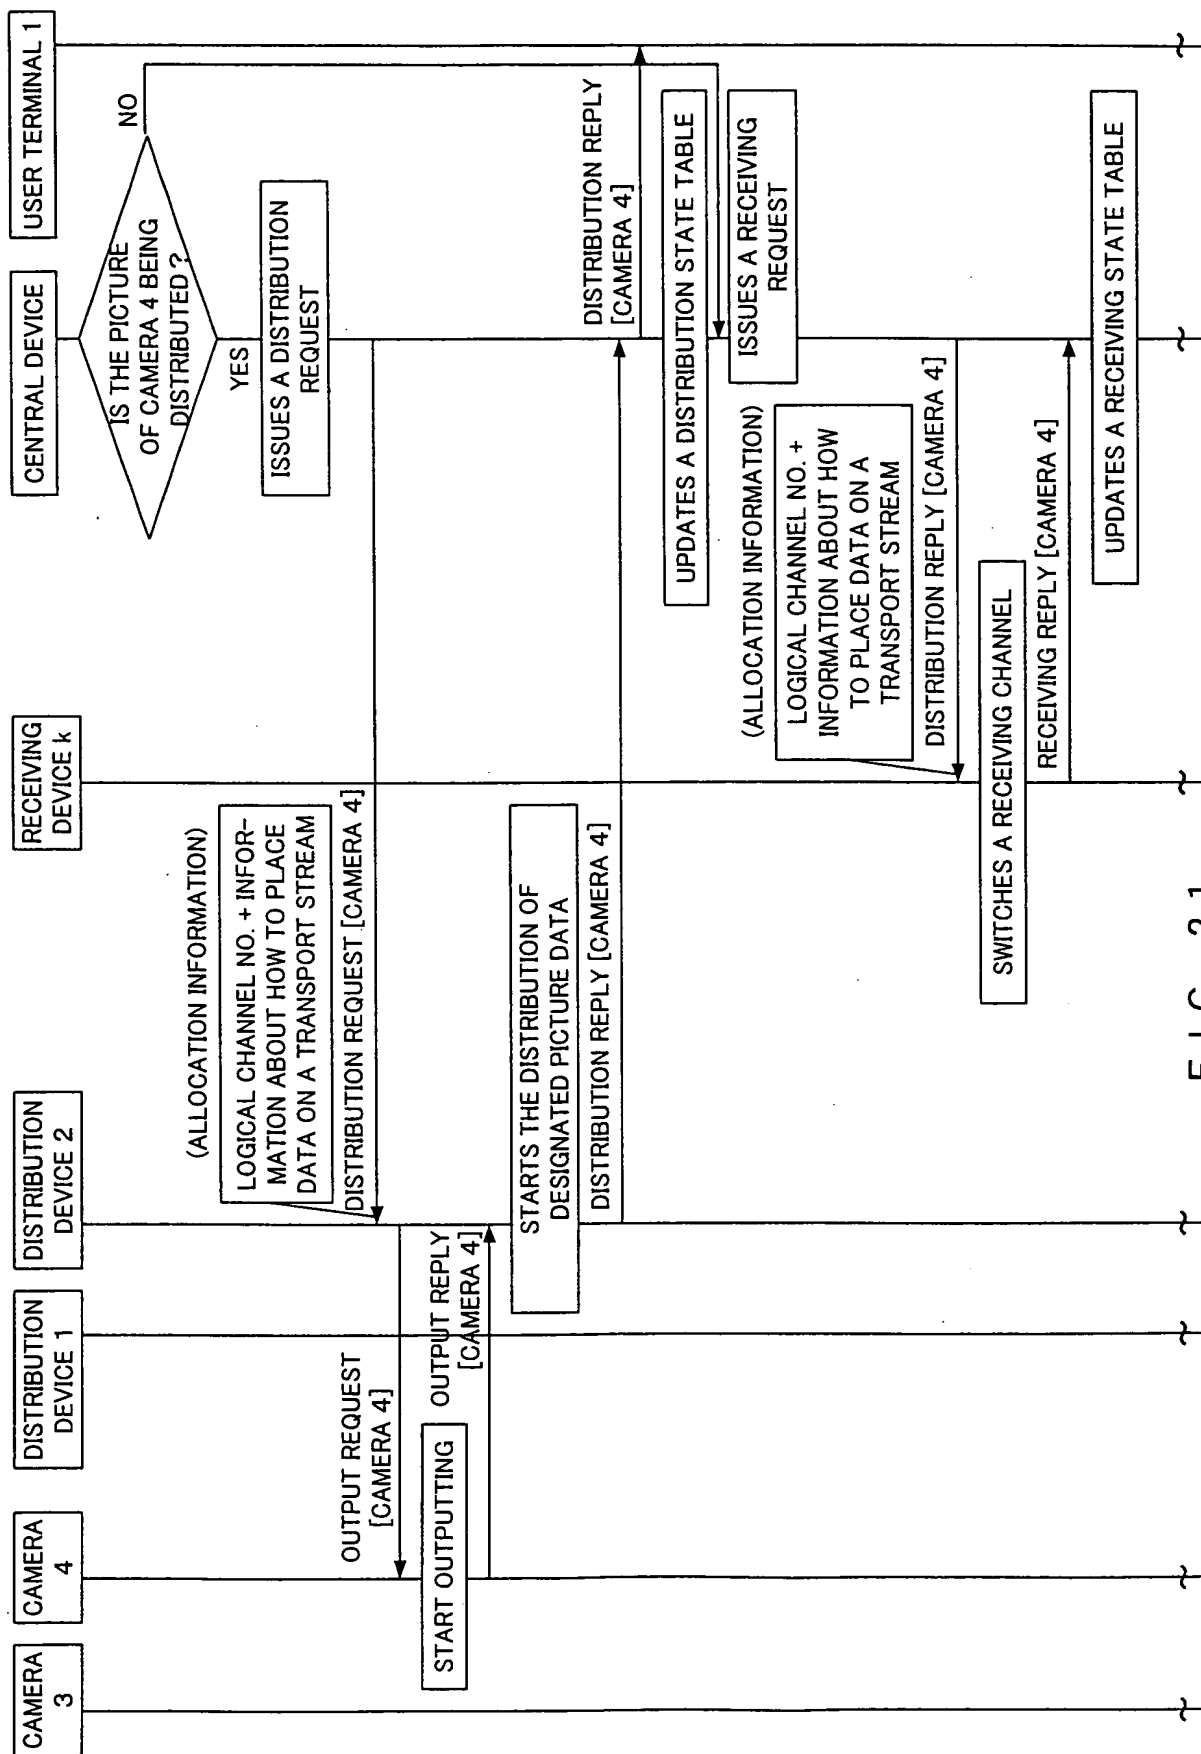 CAMERA
3
CAMERA
4
DISTRIBUTION
DEVICE 1
DISTRIBUTION
DEVICE 2
RECEIVING
DEVICE k
CENTRAL DEVICE
USER TERMINAL 1
IS THE PICTURE
OF CAMERA 4 BEING
DISTRIBUTED?
NO
YES
ISSUES A DISTRIBUTION
REQUEST
(ALLOCATION INFORMATION)
LOGICAL CHANNEL NO. + INFOR-
MATION ABOUT HOW TO PLACE
DATA ON A TRANSPORT STREAM
DISTRIBUTION REQUEST [CAMERA 4]
OUTPUT REQUEST
[CAMERA 4]
START OUTPUTTING
OUTPUT REPLY
[CAMERA 4]
STARTS THE DISTRIBUTION OF
DESIGNATED PICTURE DATA
DISTRIBUTION REPLY [CAMERA 4]
DISTRIBUTION REPLY
[CAMERA 4]
UPDATES A DISTRIBUTION STATE TABLE
ISSUES A RECEIVING
REQUEST
(ALLOCATION INFORMATION)
LOGICAL CHANNEL NO. +
INFORMATION ABOUT HOW
TO PLACE DATA ON A
TRANSPORT STREAM
DISTRIBUTION REPLY [CAMERA 4]
SWITCHES A RECEIVING CHANNEL
RECEIVING REPLY [CAMERA 4]
UPDATES A RECEIVING STATE TABLE